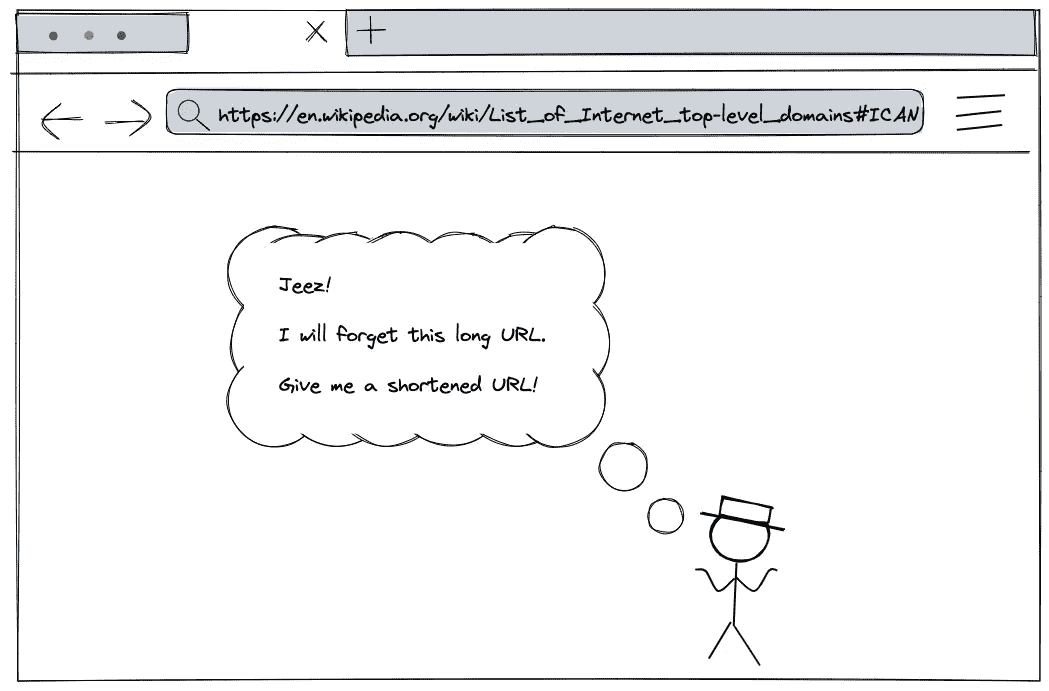 https://en.wikipedia.org/wiki/List_of_Internet_top-level_domains#ICAN
Jeez!
I will forget this long URL.
Give me a shortened URL!